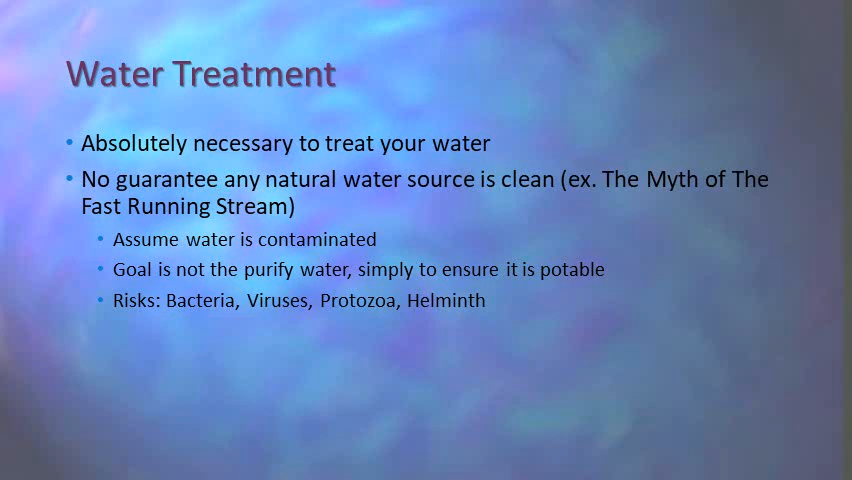 Water Treatment
• Absolutely necessary to treat your water
• No guarantee any natural water source is clean (ex. The Myth of The
Fast Running Stream)
• Assume water is contaminated
• Goal is not the purify water, simply to ensure it is potable
• Risks: Bacteria, Viruses, Protozoa, Helminth